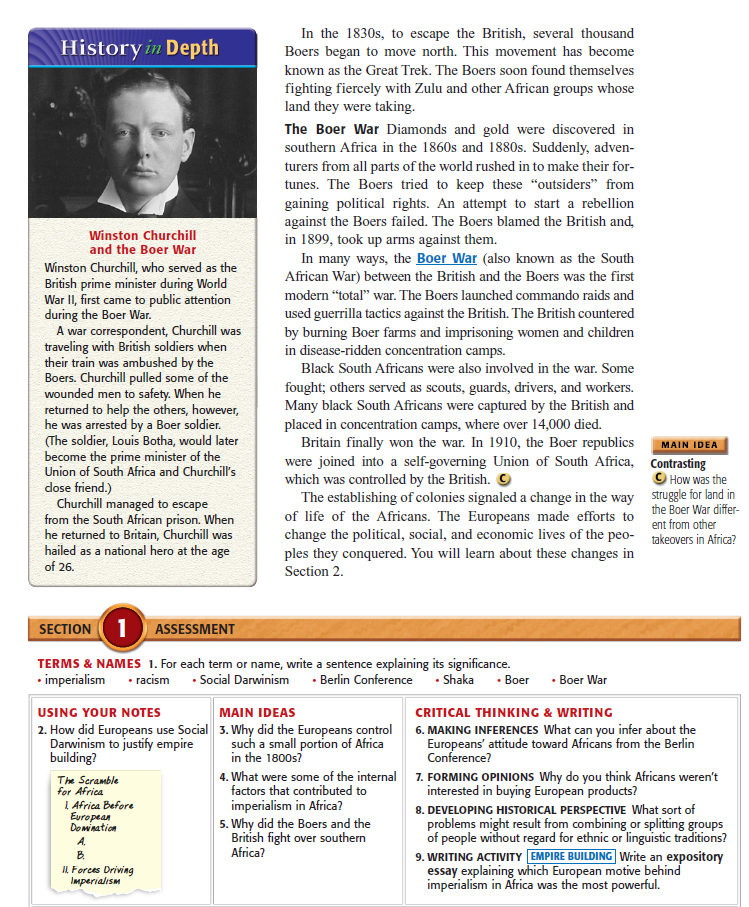 History in Depth
Winston Churchill
and the Boer War
Winston Churchill, who served as the
British prime minister during World
War II, first came to public attention
during the Boer War.
A war correspondent, Churchill was
traveling with British soldiers when
their train was ambushed by the
Boers. Churchill pulled some of the
wounded men to safety. When he
returned to help the others, however,
he was arrested by a Boer soldier.
(The soldier, Louis Botha, would later
become the prime minister of the
Union of South Africa and Churchill's
close friend.)
Churchill managed to escape
from the South African prison. When
he returned to Britain, Churchill was
hailed as a national hero at the age
of 26.
In the 1830s, to escape the British, several thousand
Boers began to move north. This movement has become
known as the Great Trek. The Boers soon found themselves
fighting fiercely with Zulu and other African groups whose
land they were taking.
The Boer War Diamonds and gold were discovered in
southern Africa in the 1860s and 1880s. Suddenly, adven-
turers from all parts of the world rushed in to make their for-
tunes. The Boers tried to keep these “outsiders” from
gaining political rights. An attempt to start a rebellion
against the Boers failed. The Boers blamed the British and,
in 1899, took up arms against them.
In many ways, the Boer War (also known as the South
African War) between the British and the Boers was the first
modern “total” war. The Boers launched commando raids and
used guerrilla tactics against the British. The British countered
by burning Boer farms and imprisoning women and children
in disease-ridden concentration camps.
Black South Africans were also involved in the war. Some
fought; others served as scouts, guards, drivers, and workers.
Many black South Africans were captured by the British and
placed in concentration camps, where over 14,000 died.
Britain finally won the war. In 1910, the Boer republics
were joined into a self-governing Union of South Africa,
which was controlled by the British. C
The establishing of colonies signaled a change in the way
of life of the Africans. The Europeans made efforts to
change the political, social, and economic lives of the peo-
ples they conquered. You will learn about these changes in
Section 2.
MAIN IDEA
Contrasting
C How was the
struggle for land in
the Boer War differ-
ent from other
takeovers in Africa?
SECTION 1 ASSESSMENT
TERMS & NAMES 1. For each term or name, write a sentence explaining its significance.
• imperialism • racism • Social Darwinism • Berlin Conference • Shaka • Boer • Boer War
USING YOUR NOTES
2. How did Europeans use Social
Darwinism to justify empire
building?
The Scramble
for Africa
I. Africa Before
European
Domination
A.
B.
II. Forces Driving
Imperialism
MAIN IDEAS
3. Why did the Europeans control
such a small portion of Africa
in the 1800s?
4. What were some of the internal
factors that contributed to
imperialism in Africa?
5. Why did the Boers and the
British fight over southern
Africa?
CRITICAL THINKING & WRITING
6. MAKING INFERENCES What can you infer about the
Europeans' attitude toward Africans from the Berlin
Conference?
7. FORMING OPINIONS Why do you think Africans weren't
interested in buying European products?
8. DEVELOPING HISTORICAL PERSPECTIVE What sort of
problems might result from combining or splitting groups
of people without regard for ethnic or linguistic traditions?
9. WRITING ACTIVITY EMPIRE BUILDING Write an expository
essay explaining which European motive behind
imperialism in Africa was the most powerful.